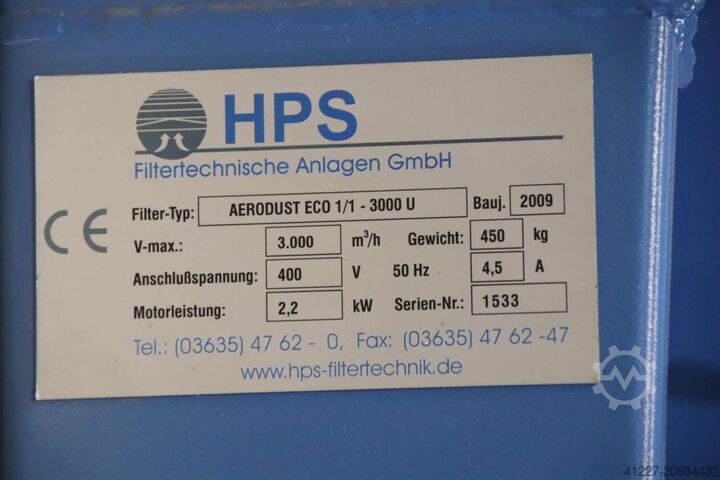 HPS
Filtertechnische Anlagen GmbH
Filter-Typ: AERODUST ECO 1/1 - 3000 U Bauj. 2009
CE
V-max.: 3.000 m³/h Gewicht: 450 kg
Anschlußspannung: 400 V 50 Hz 4,5 A
Motorleistung: 2,2 kW Serien-Nr.: 1533
Tel.: (03635) 47 62 - 0, Fax: (03635) 47 62 -47
www.hps-filtertechnik.de
41227-20984432